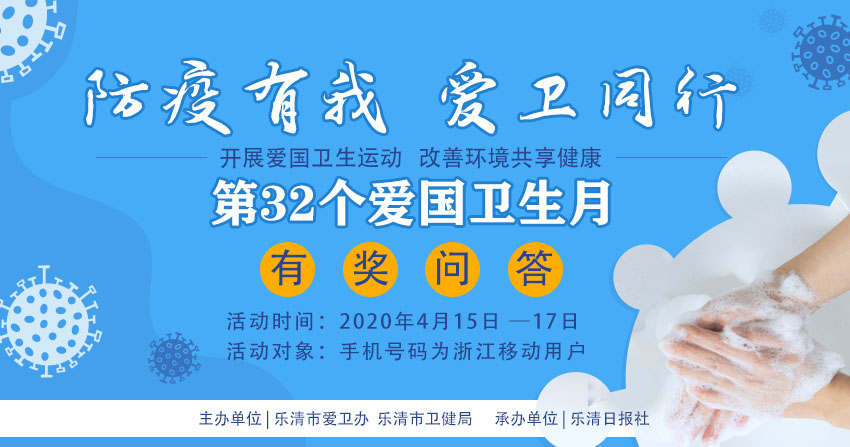 防疫有我 爱卫同行
开展爱国卫生运动 改善环境共享健康
第32个爱国卫生月
有奖问答
活动时间：2020年4月15日 —17日
活动对象：手机号码为浙江移动用户
主办单位|乐清市爱卫办 乐清市卫健局 承办单位|乐清日报社